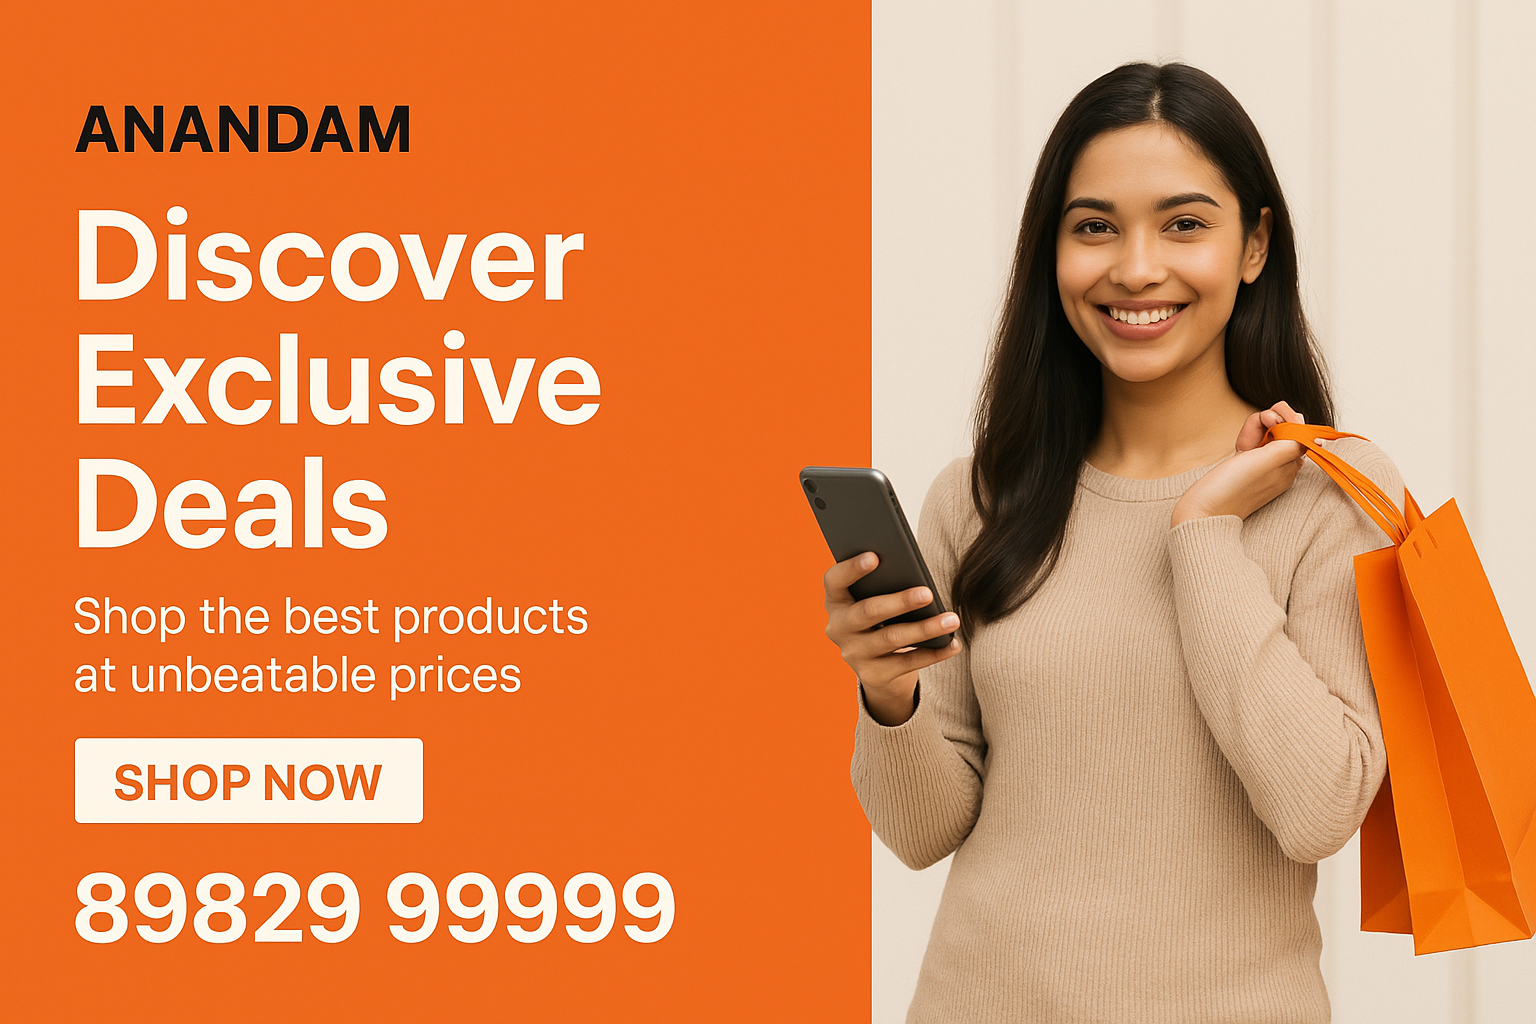 ANANDAM
Discover
Exclusive
Deals
Shop the best products
at unbeatable prices
SHOP NOW
89829 99999